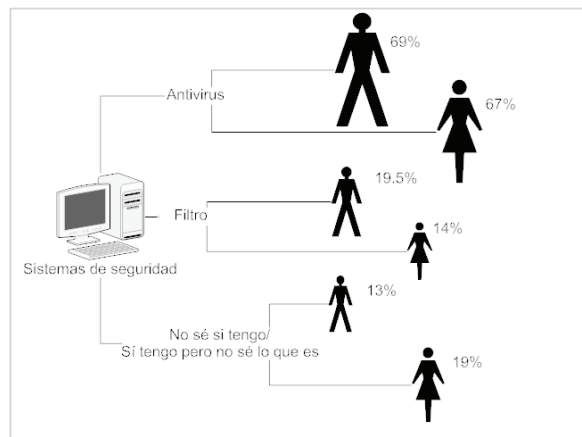 69%
Antivirus
67%
19.5%
Filtro
14%
Sistemas de seguridad
13%
No sé si tengo/
Sí tengo pero no sé lo que es
19%